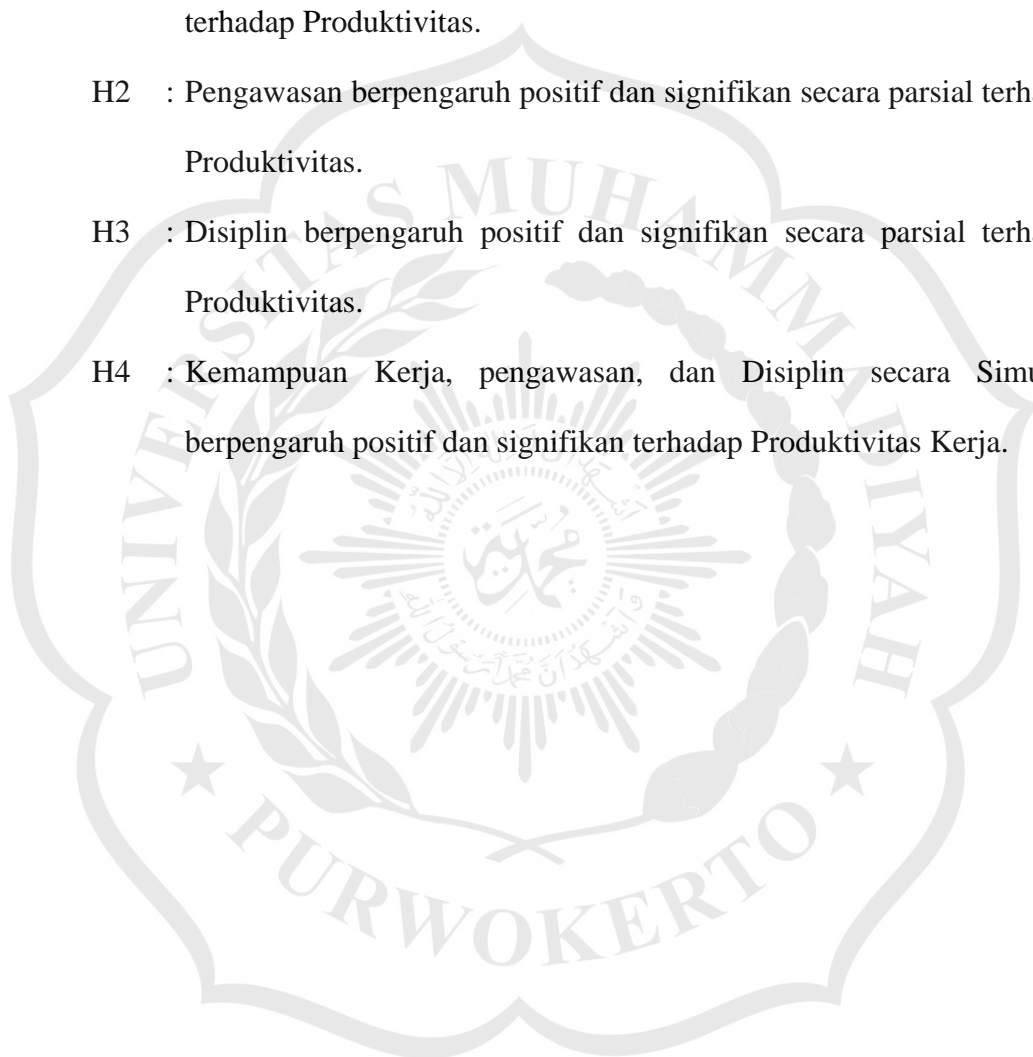 terhadap Produktivitas.
H2 : Pengawasan berpengaruh positif dan signifikan secara parsial terh
Produktivitas.
H3 : Disiplin berpengaruh positif dan signifikan secara parsial terh
Produktivitas.
H4 : Kemampuan Kerja, pengawasan, dan Disiplin secara Simu
berpengaruh positif dan signifikan terhadap Produktivitas Kerja.
UNIVERSITAS MUHAMMADIYAH
PURWOKERTO